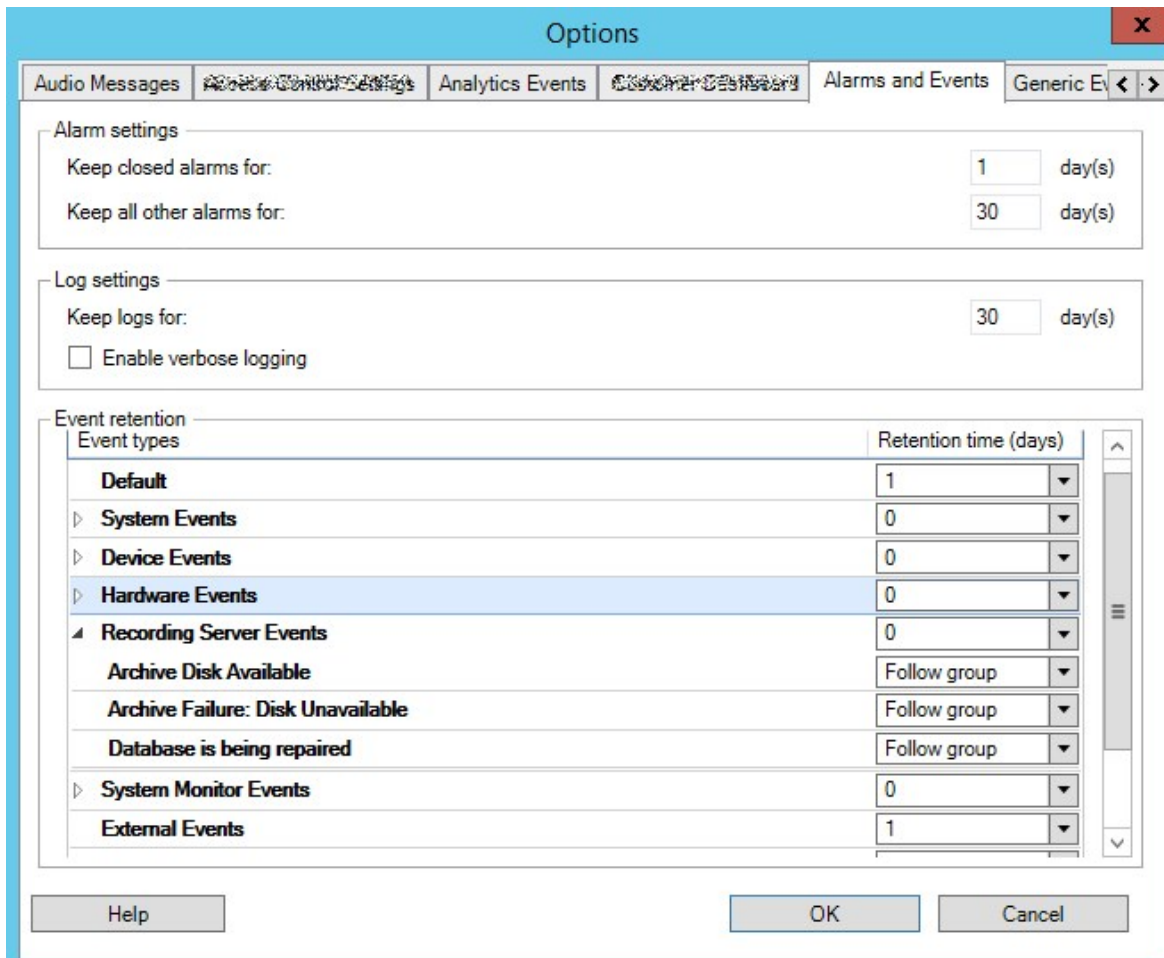 Options
x
Audio Messages
Analytics Events
Alarms and Events
Generic Ev
Alarm settings
Keep closed alarms for: 1 day(s)
Keep all other alarms for: 30 day(s)
Log settings
Keep logs for: 30 day(s)
Enable verbose logging
Event retention
Event types Retention time (days)
Default 1
System Events 0
Device Events 0
Hardware Events 0
Recording Server Events 0
Archive Disk Available Follow group
Archive Failure: Disk Unavailable Follow group
Database is being repaired Follow group
System Monitor Events 0
External Events 1
Help OK Cancel